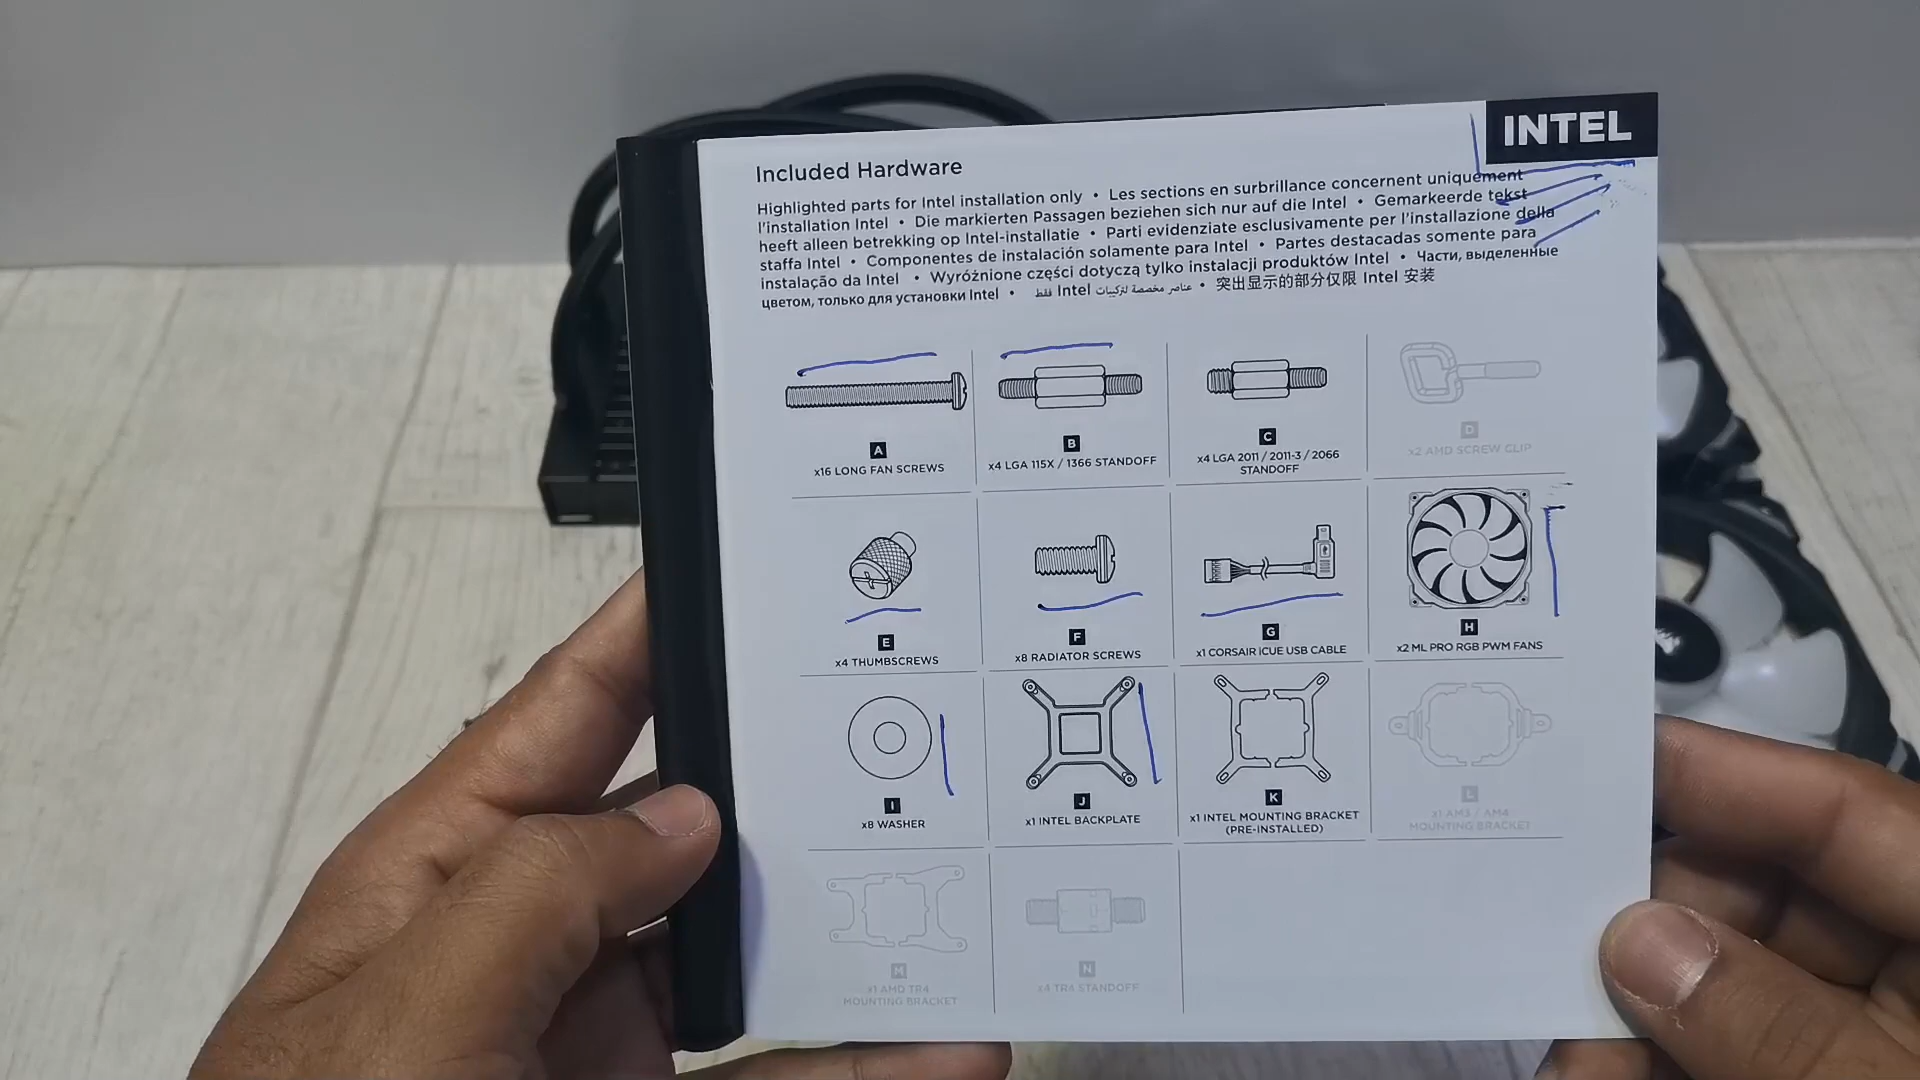 INTEL
Included Hardware
Highlighted parts for Intel installation only • Les sections en surbrillance concernent uniquement
l'installation Intel • Die markierten Passagen beziehen sich nur auf die Intel • Gemarkeerde tekst
heeft alleen betrekking op Intel-installatie • Parti evidenziate esclusivamente per l'installazione della
staffa Intel • Componentes de instalación solamente para Intel • Partes destacadas somente para
instalação da Intel • Wyróżnione części dotyczą tylko instalacji produktów Intel • Части, выделенные
цветом, только для установки Intel • عناصر مخصصة لتركيبات Intel فقط • 突出显示的部分仅限 Intel 安装
A
x16 LONG FAN SCREWS
B
x4 LGA 115X / 1366 STANDOFF
C
x4 LGA 2011 / 2011-3 / 2066
STANDOFF
D
x2 AMD SCREW CLIP
E
x4 THUMBSCREWS
F
x8 RADIATOR SCREWS
G
x1 CORSAIR iCUE USB CABLE
H
x2 ML PRO RGB PWM FANS
I
x8 WASHER
J
x1 INTEL BACKPLATE
K
x1 INTEL MOUNTING BRACKET
(PRE-INSTALLED)
L
x1 AM3 / AM4
MOUNTING BRACKET
M
x1 AMD TR4
MOUNTING BRACKET
N
x4 TR4 STANDOFF